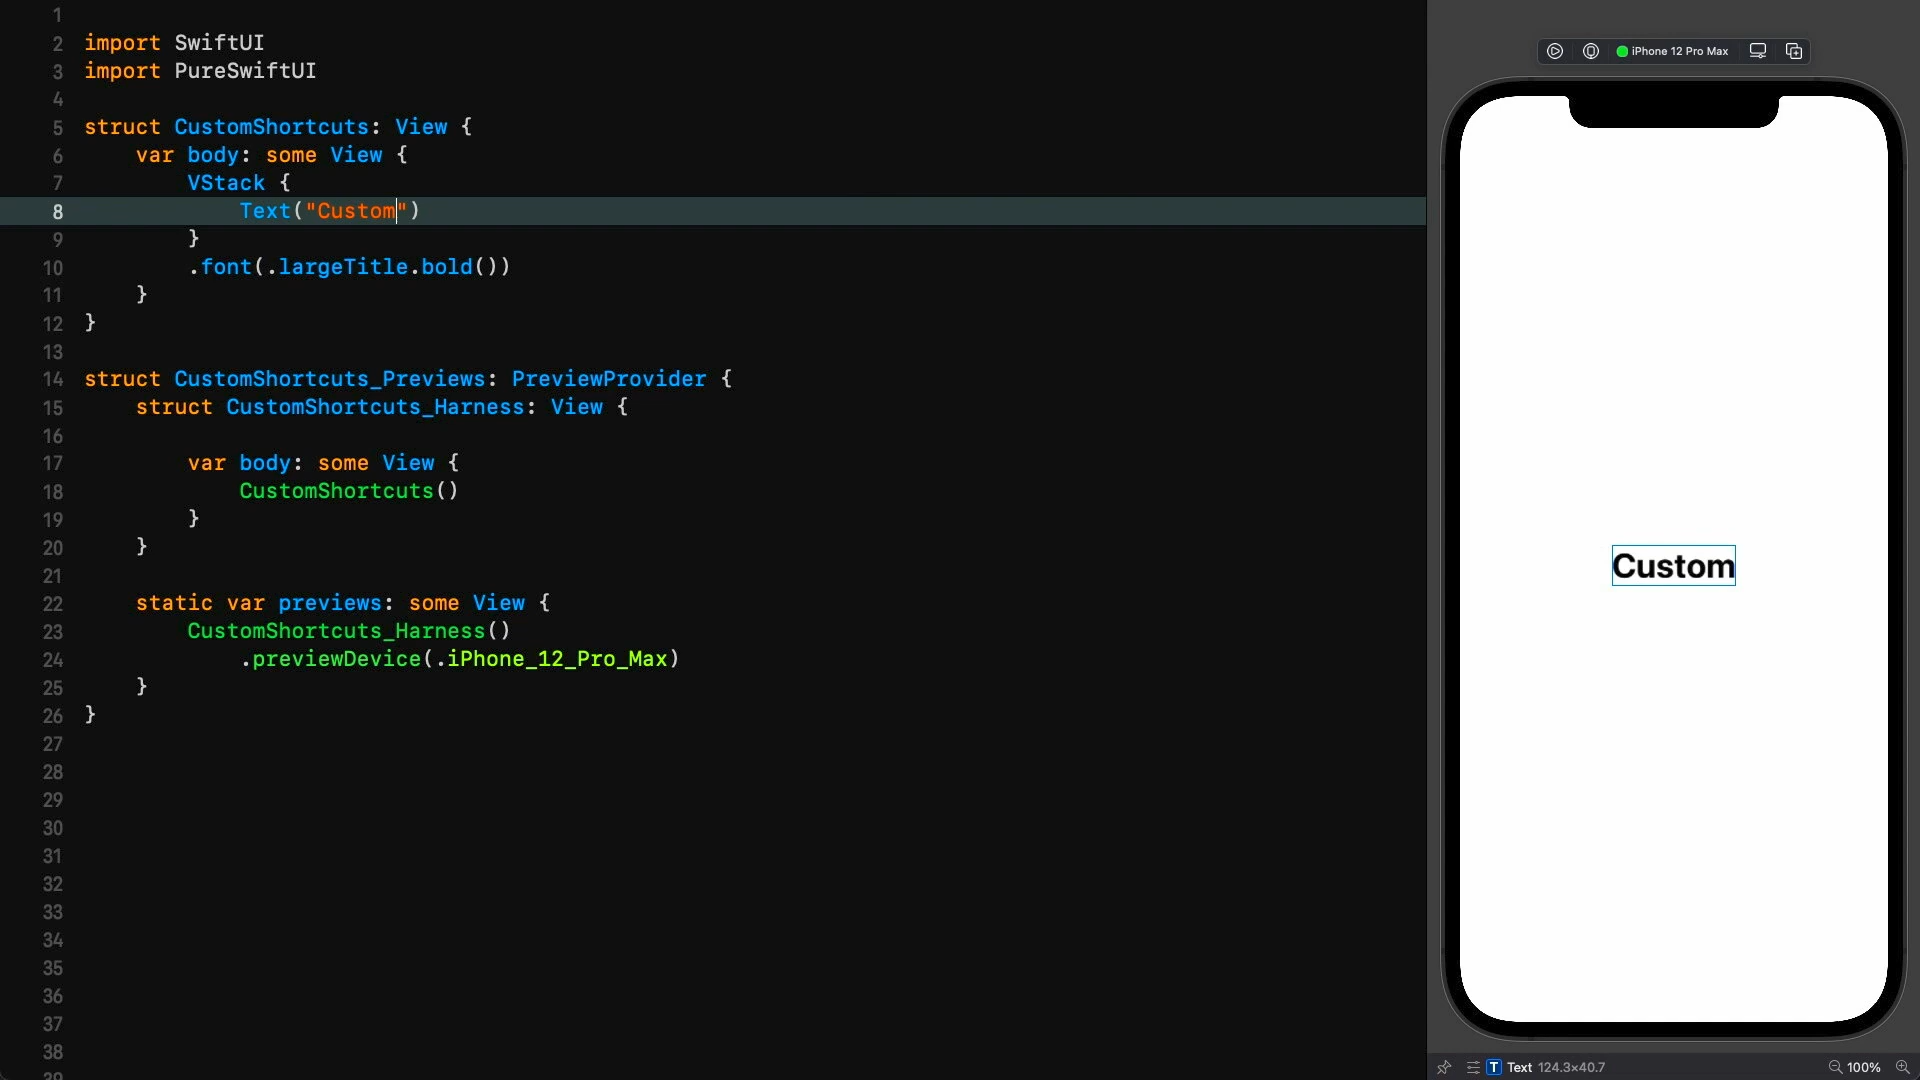 1
2 import SwiftUI
3 import PureSwiftUI
4
5 struct CustomShortcuts: View {
6     var body: some View {
7         VStack {
8             Text("Custom")
9         }
10         .font(.largeTitle.bold())
11     }
12 }
13
14 struct CustomShortcuts_Previews: PreviewProvider {
15     struct CustomShortcuts_Harness: View {
16
17         var body: some View {
18             CustomShortcuts()
19         }
20     }
21
22     static var previews: some View {
23         CustomShortcuts_Harness()
24             .previewDevice(.iPhone_12_Pro_Max)
25     }
26 }
27
28
29
30
31
32
33
34
35
36
37
38
39
iPhone 12 Pro Max
Custom
T Text 124.3×40.7
100%